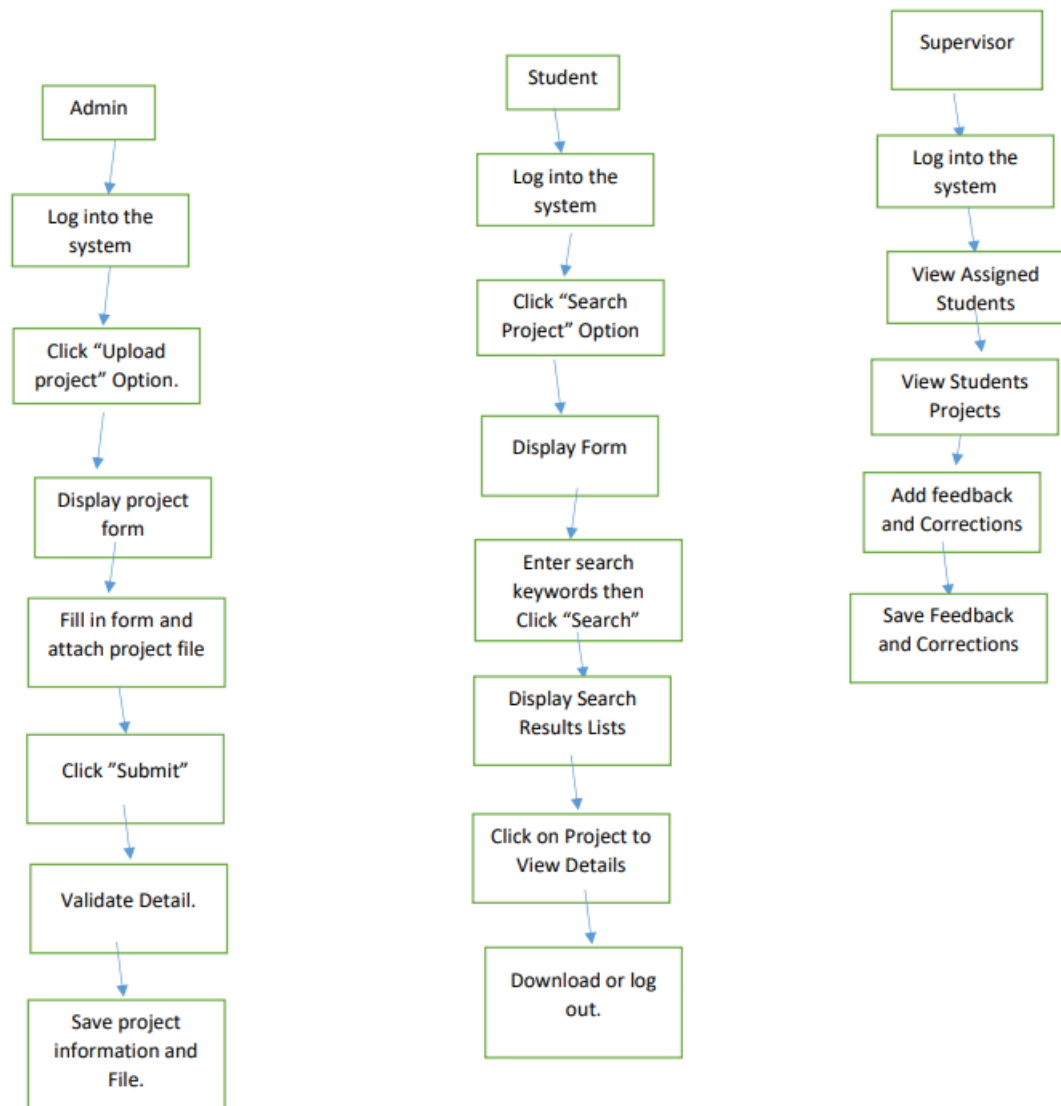 Admin
Log into the
system
Click “Upload
project” Option.
Display project
form
Fill in form and
attach project file
Click ”Submit”
Validate Detail.
Save project
information and
File.
Student
Log into the
system
Click “Search
Project” Option
Display Form
Enter search
keywords then
Click “Search”
Display Search
Results Lists
Click on Project to
View Details
Download or log
out.
Supervisor
Log into the
system
View Assigned
Students
View Students
Projects
Add feedback
and Corrections
Save Feedback
and Corrections